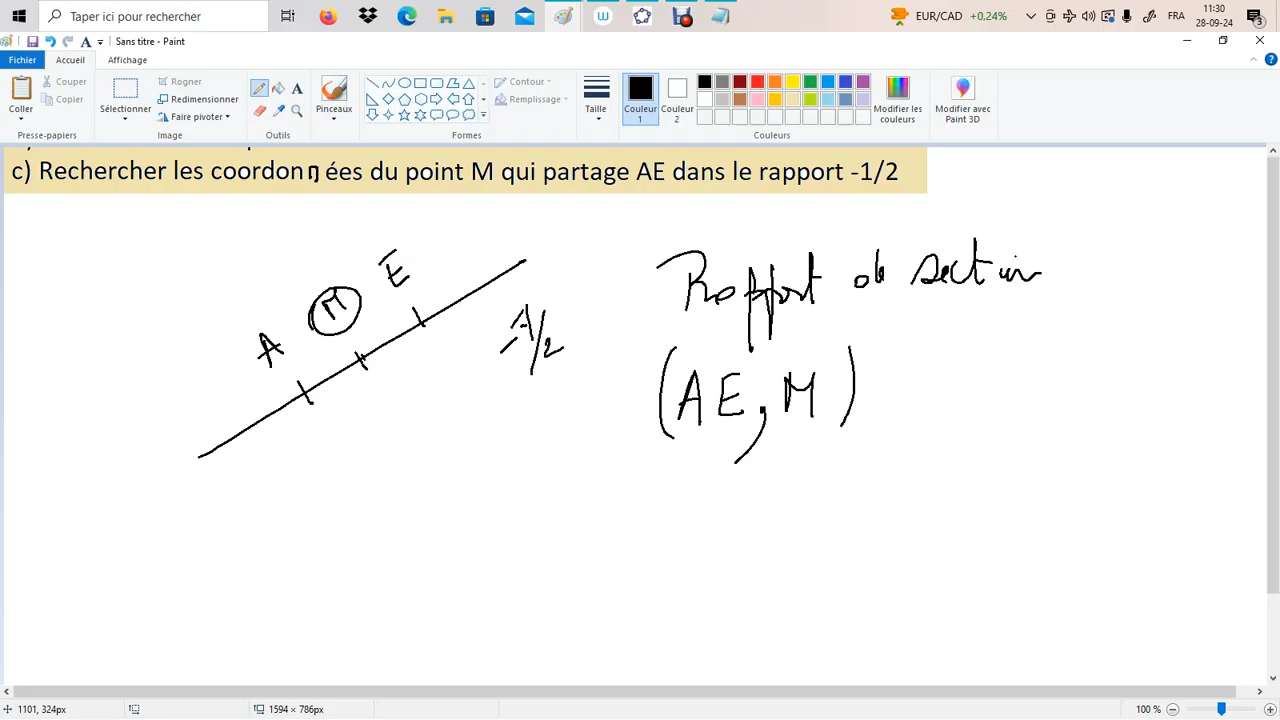 Taper ici pour rechercher
EUR/CAD +0,24%
FRA
11:30
28-09-24
3
Sans titre - Paint
Fichier Accueil Affichage
Coller
Couper
Copier
Presse-papiers
Sélectionner
Rogner
Redimensionner
Faire pivoter
Image
A
Outils
Pinceaux
Contour
Remplissage
Formes
Taille
Couleur 1
Couleur 2
Modifier les couleurs
Couleurs
Modifier avec Paint 3D
c) Rechercher les coordonnées du point M qui partage AE dans le rapport -1/2
A M E
-1/2
Rapport de section
(AE, M)
1101, 324px
1594 × 786px
100 %